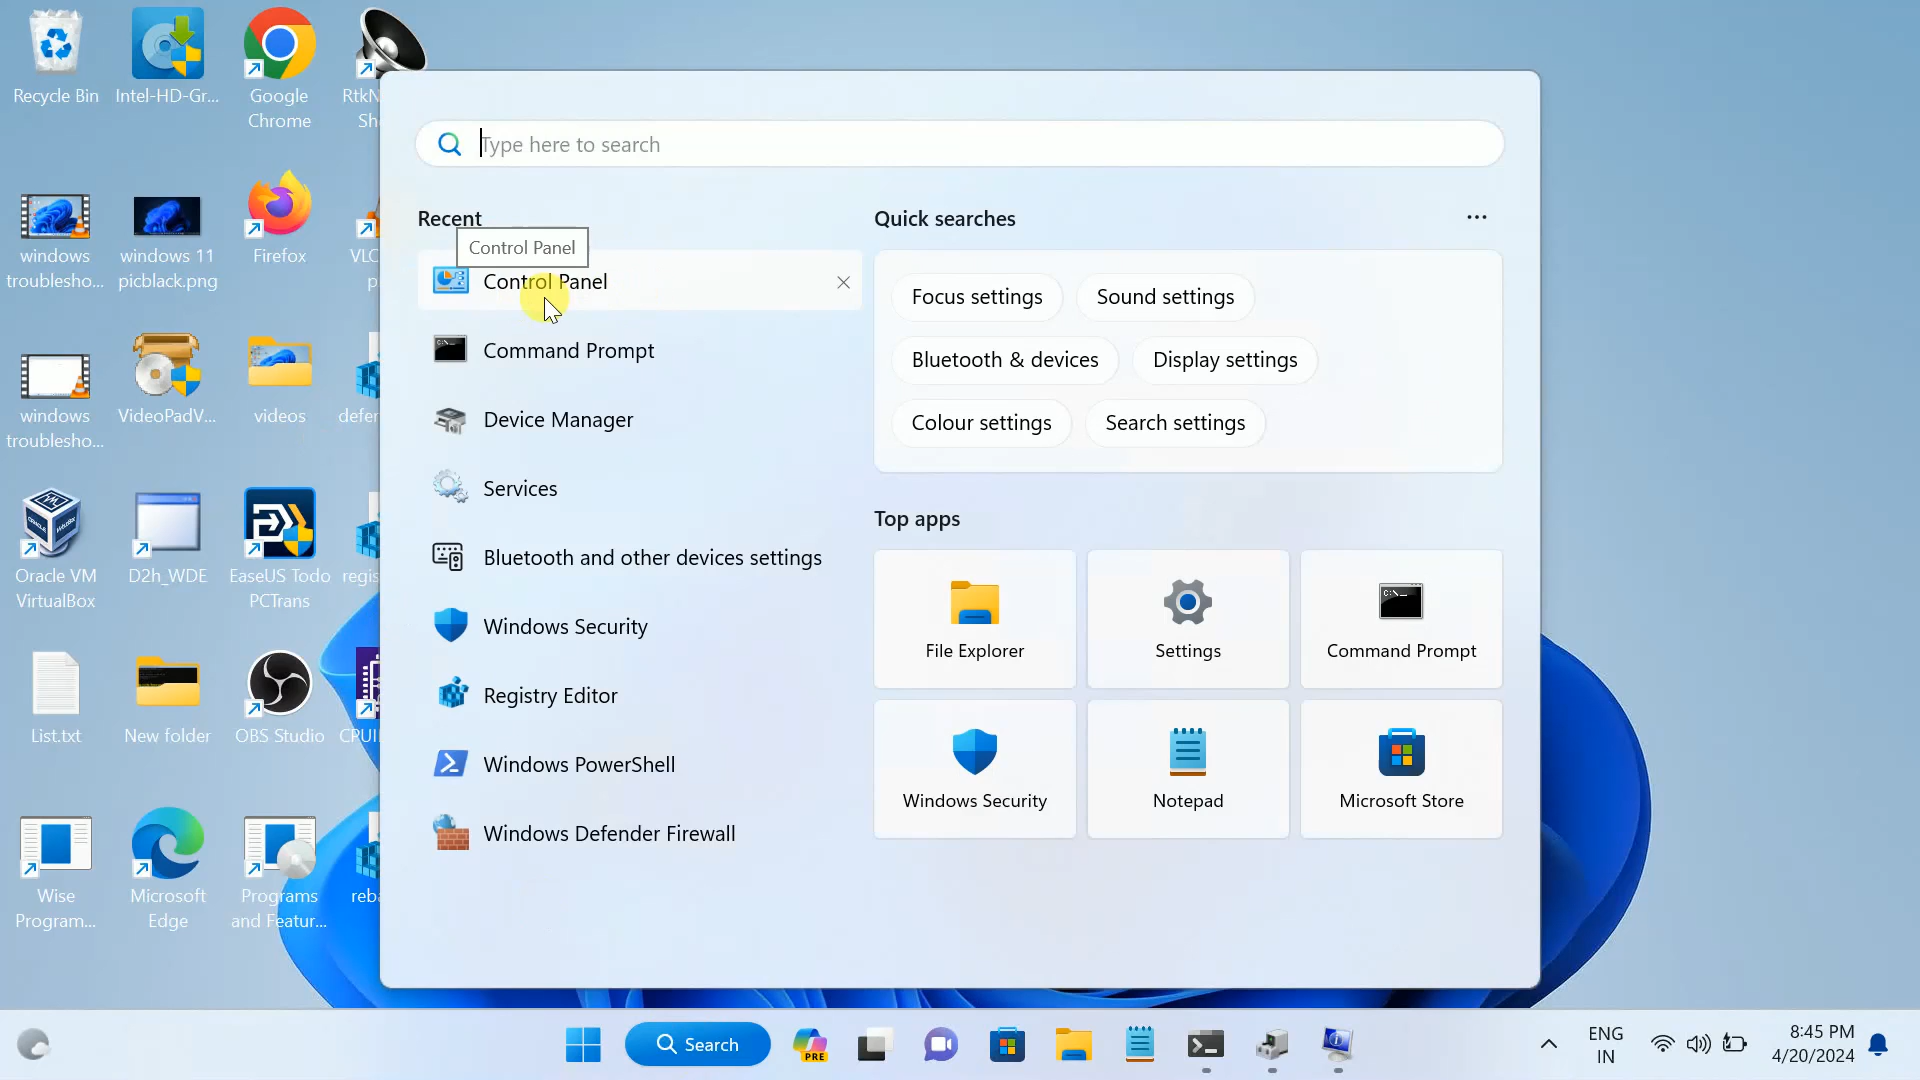 Recycle Bin
Intel-HD-Gr...
Google
Chrome
windows
troublesho...
windows 11
picblack.png
Firefox
windows
troublesho...
VideoPadV...
videos
Oracle VM
VirtualBox
D2h_WDE
EaseUS Todo
PCTrans
List.txt
New folder
OBS Studio
Wise
Program...
Microsoft
Edge
Programs
and Featur...
Type here to search
Recent
Control Panel
Control Panel
Command Prompt
Device Manager
Services
Bluetooth and other devices settings
Windows Security
Registry Editor
Windows PowerShell
Windows Defender Firewall
Quick searches
Focus settings
Sound settings
Bluetooth & devices
Display settings
Colour settings
Search settings
Top apps
File Explorer
Settings
Command Prompt
Windows Security
Notepad
Microsoft Store
Search
PRE
ENG
IN
8:45 PM
4/20/2024